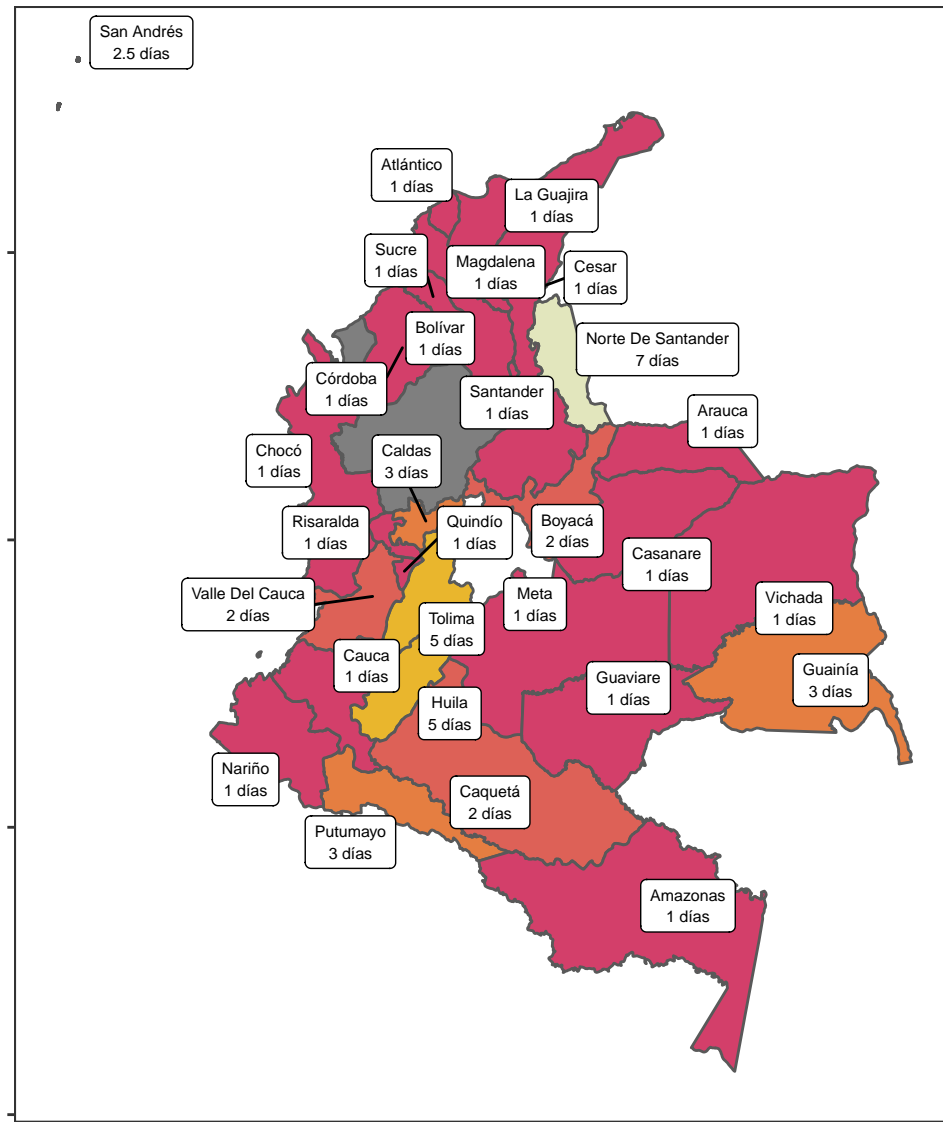 San Andrés
2.5 días
Atlántico
1 días
La Guajira
1 días
Sucre
1 días
Magdalena
1 días
Cesar
1 días
Bolívar
1 días
Norte De Santander
7 días
Córdoba
1 días
Santander
1 días
Arauca
1 días
Chocó
1 días
Caldas
3 días
Risaralda
1 días
Quindío
1 días
Boyacá
2 días
Casanare
1 días
Valle Del Cauca
2 días
Meta
1 días
Vichada
1 días
Tolima
5 días
Cauca
1 días
Guaviare
1 días
Guainía
3 días
Huila
5 días
Nariño
1 días
Caquetá
2 días
Putumayo
3 días
Amazonas
1 días